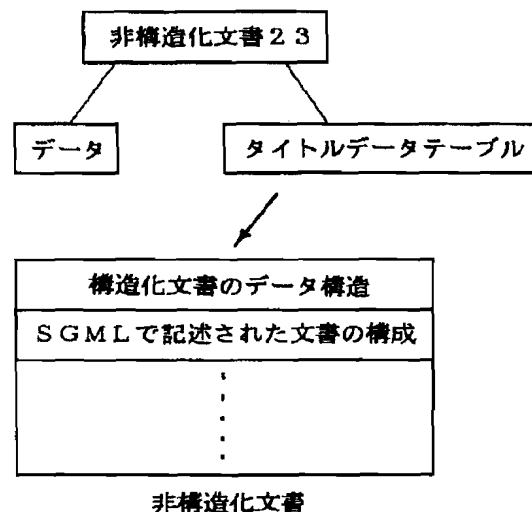 非構造化文書２３
データ
タイトルデータテーブル
構造化文書のデータ構造
ＳＧＭＬで記述された文書の構成
非構造化文書